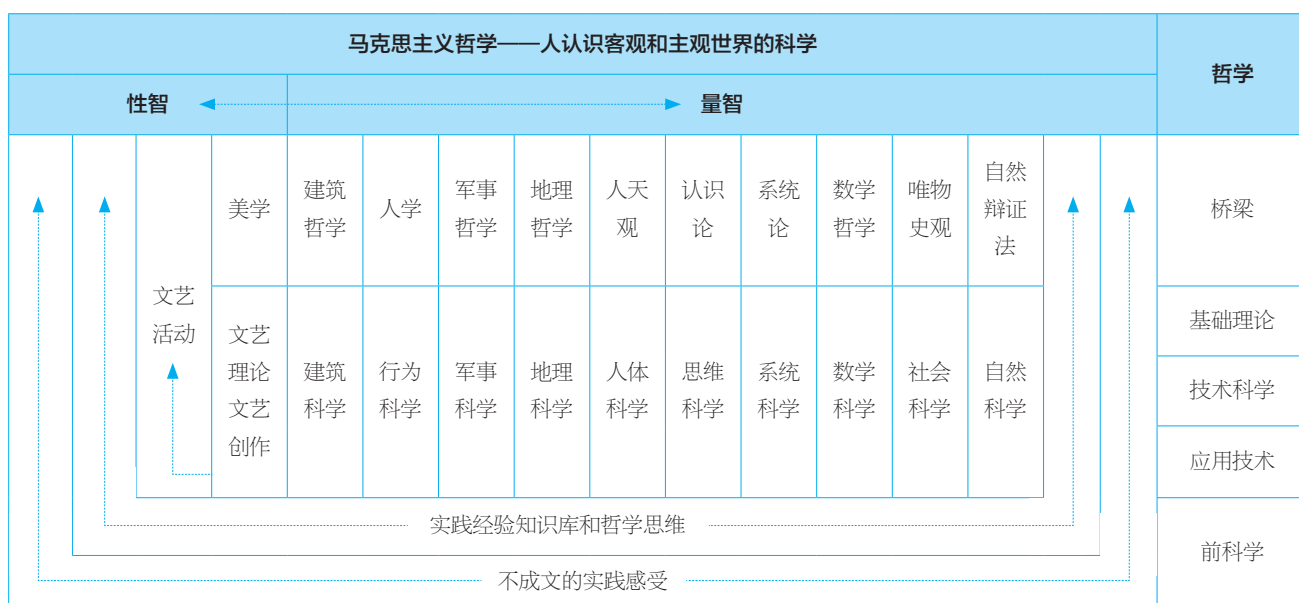 马克思主义哲学——人认识客观和主观世界的科学
哲学
性智
量智
文艺
活动
美学
建筑
哲学
人学
军事
哲学
地理
哲学
人天
观
认识
论
系统
论
数学
哲学
唯物
史观
自然
辩证
法
桥梁
文艺
理论
文艺
创作
建筑
科学
行为
科学
军事
科学
地理
科学
人体
科学
思维
科学
系统
科学
数学
科学
社会
科学
自然
科学
基础理论
技术科学
应用技术
实践经验知识库和哲学思维
不成文的实践感受
前科学